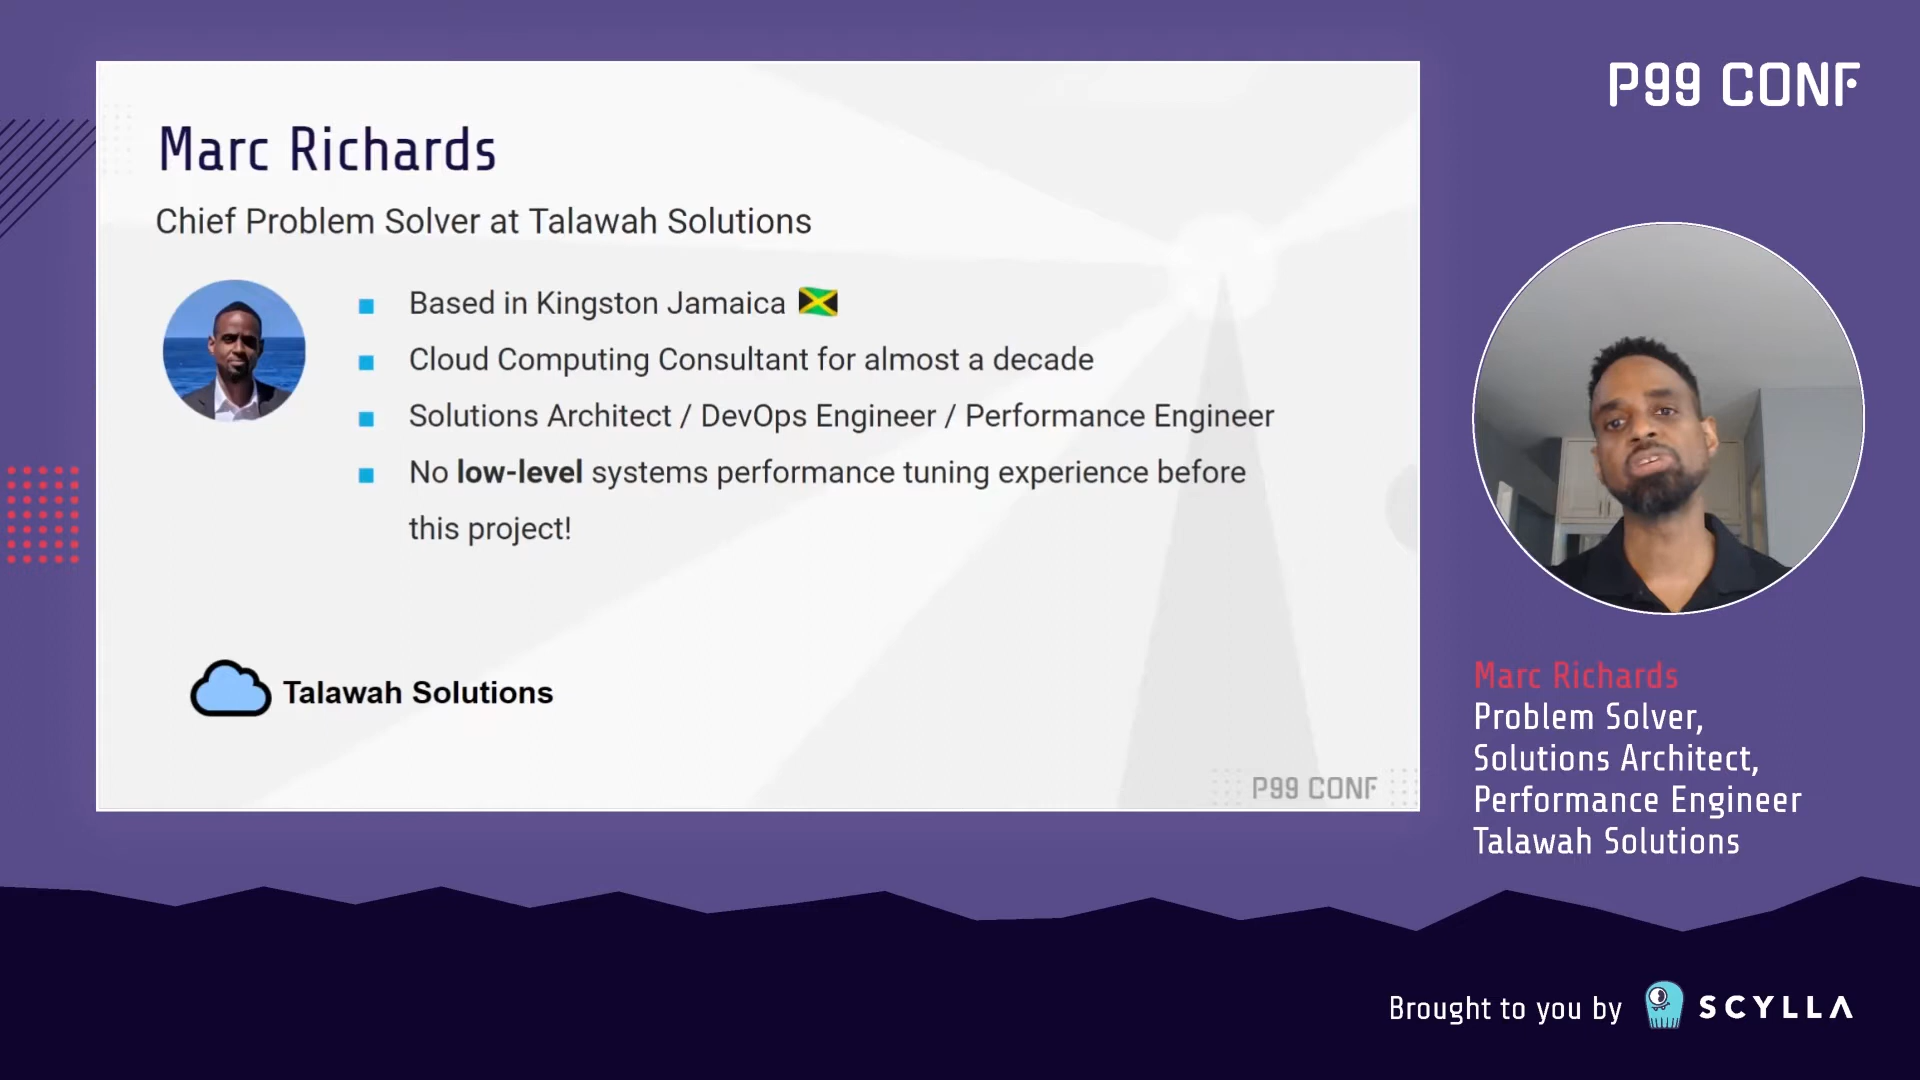 P99 CONF
Marc Richards
Chief Problem Solver at Talawah Solutions
Based in Kingston Jamaica
Cloud Computing Consultant for almost a decade
Solutions Architect / DevOps Engineer / Performance Engineer
No low-level systems performance tuning experience before
this project!
Talawah Solutions
P99 CONF
Marc Richards
Problem Solver,
Solutions Architect,
Performance Engineer
Talawah Solutions
Brought to you by SCYLLA